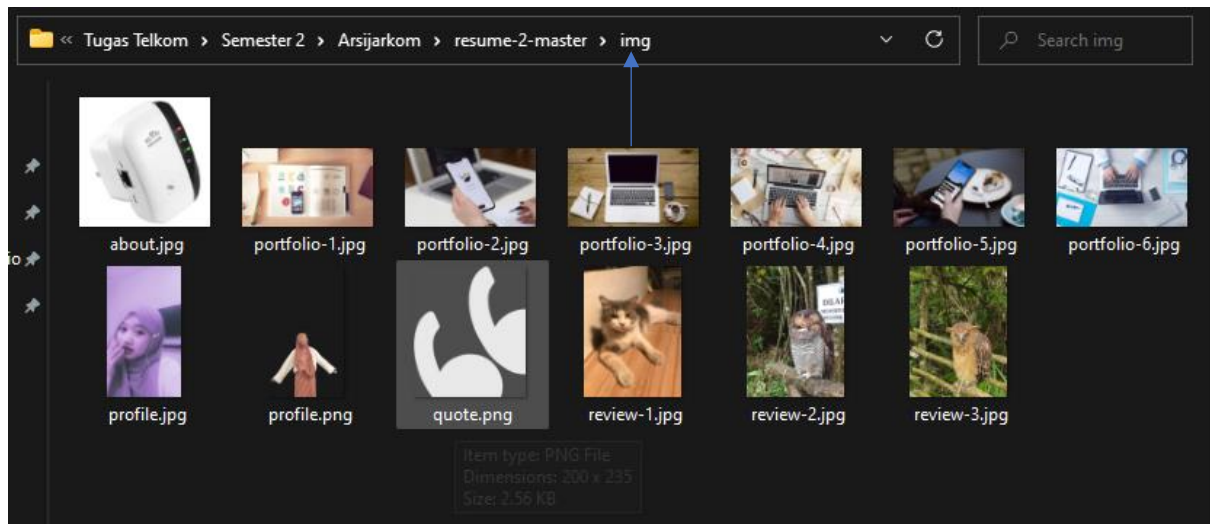 « Tugas Telkom > Semester 2 > Arsijarkom > resume-2-master > img
Search img
about.jpg
portfolio-1.jpg
portfolio-2.jpg
portfolio-3.jpg
portfolio-4.jpg
portfolio-5.jpg
portfolio-6.jpg
io
profile.jpg
profile.png
quote.png
review-1.jpg
review-2.jpg
review-3.jpg
Item type: PNG File
Dimensions: 200 x 235
Size: 2.56 KB